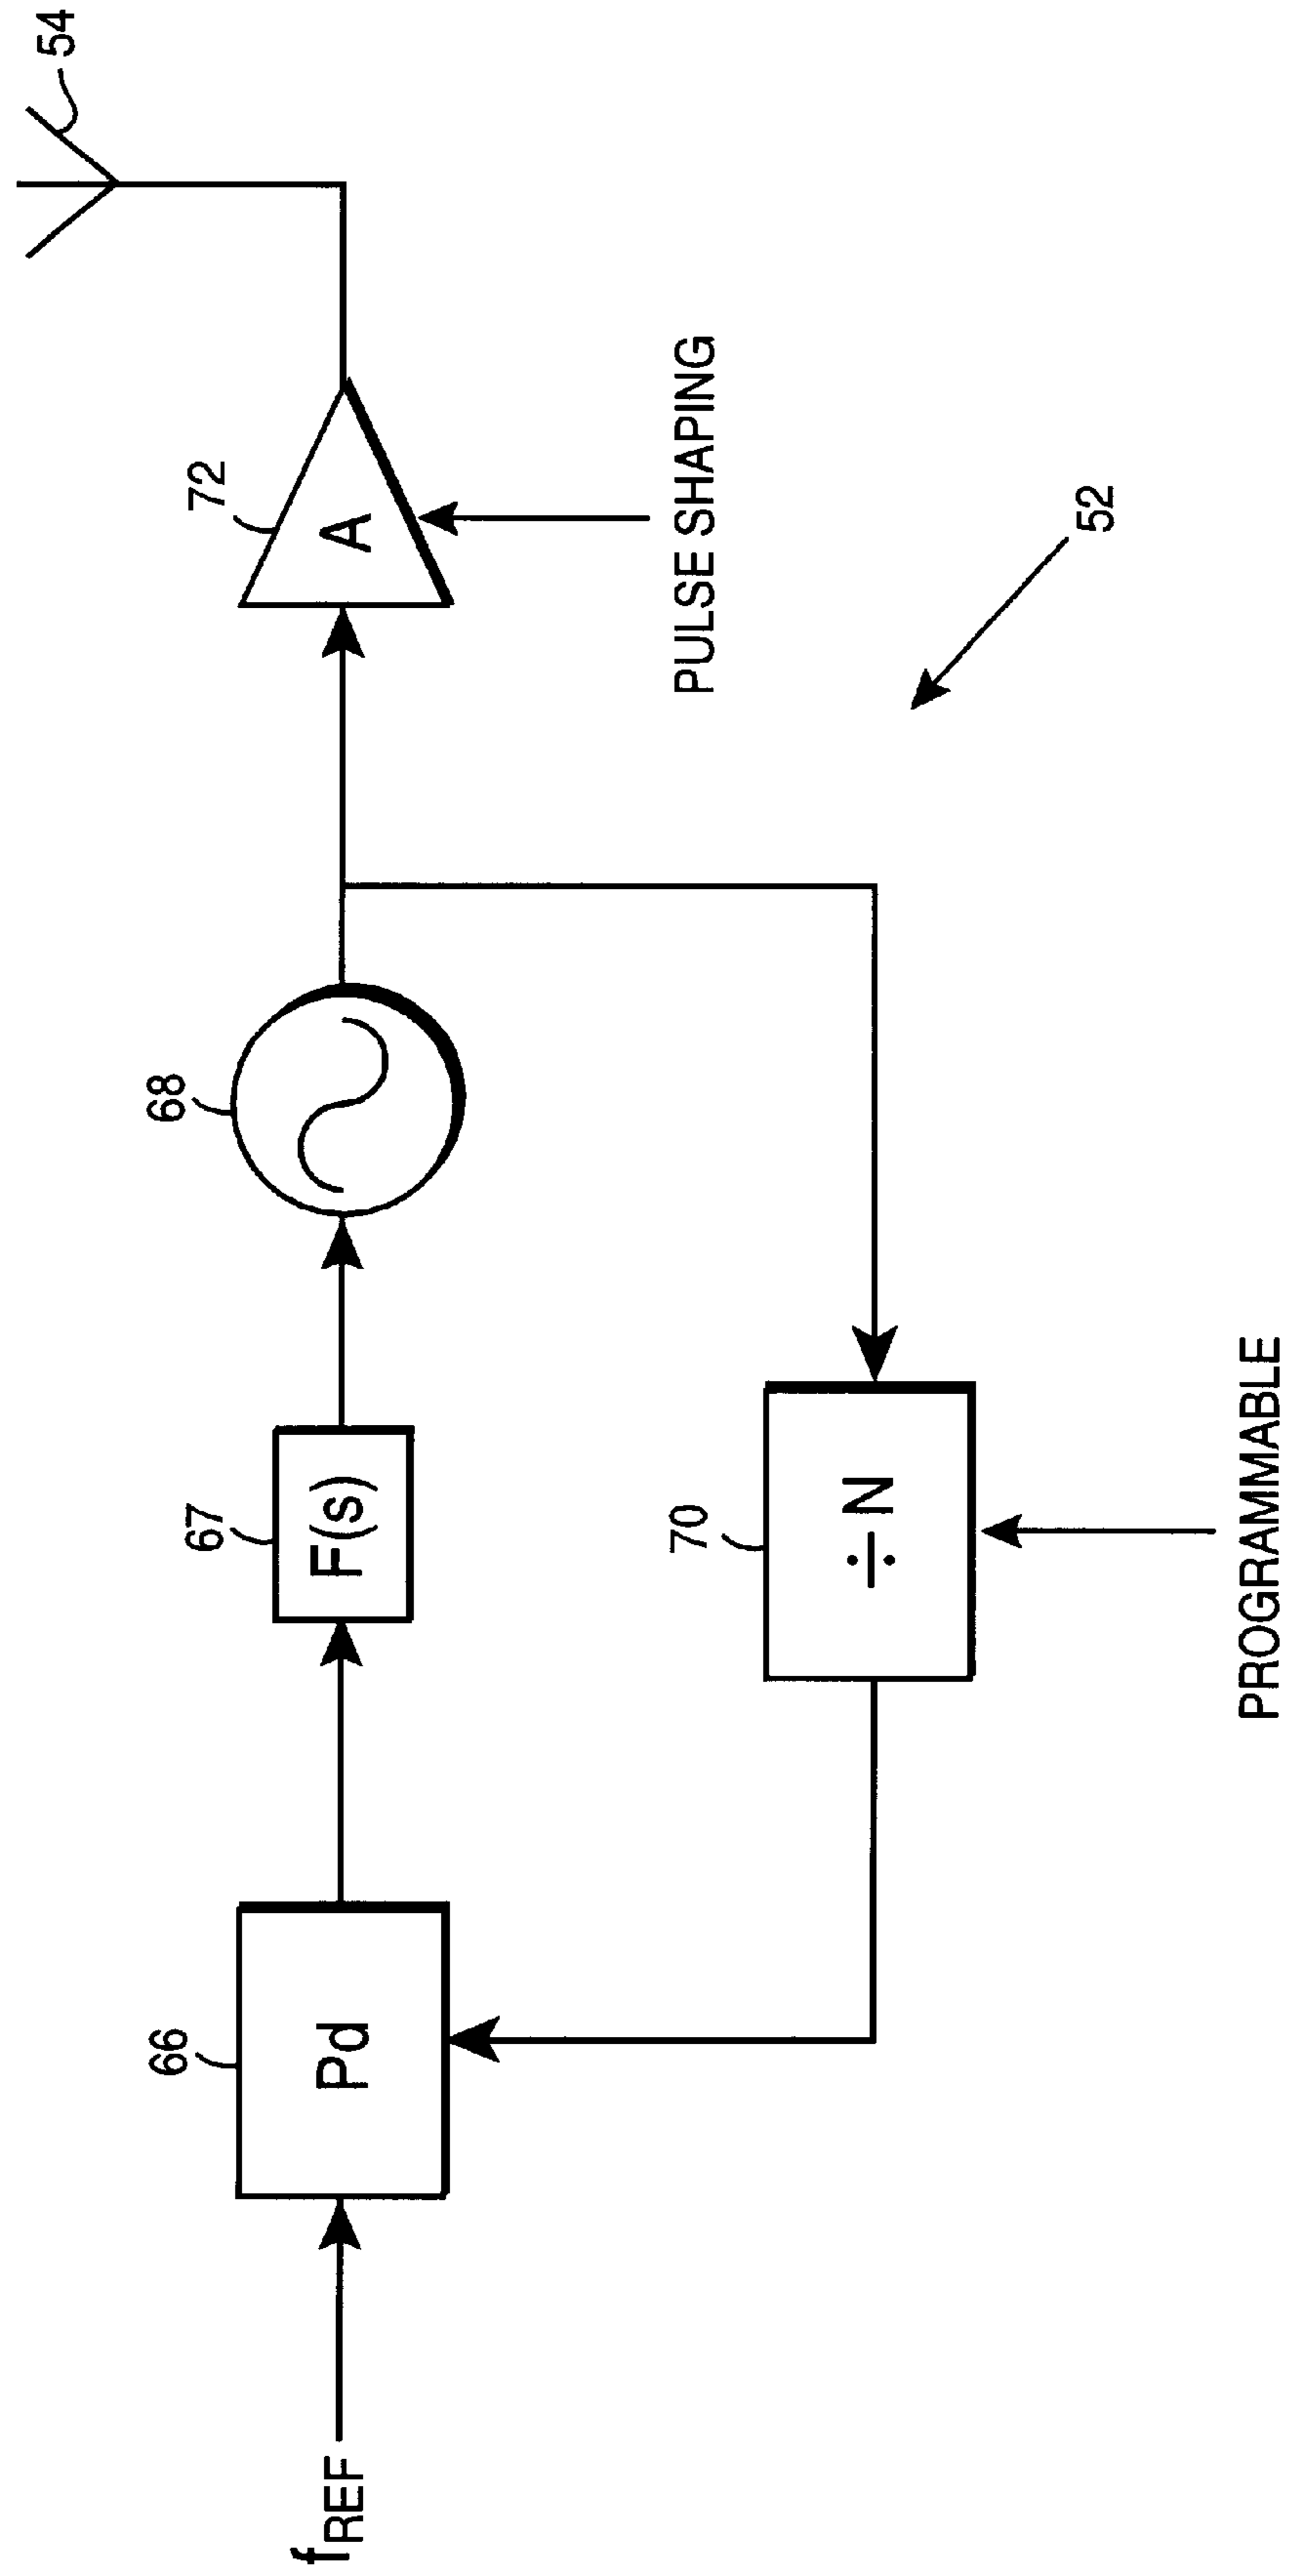 54
72
A
PULSE SHAPING
52
68
67
F(s)
70
÷ N
PROGRAMMABLE
66
Pd
fREF